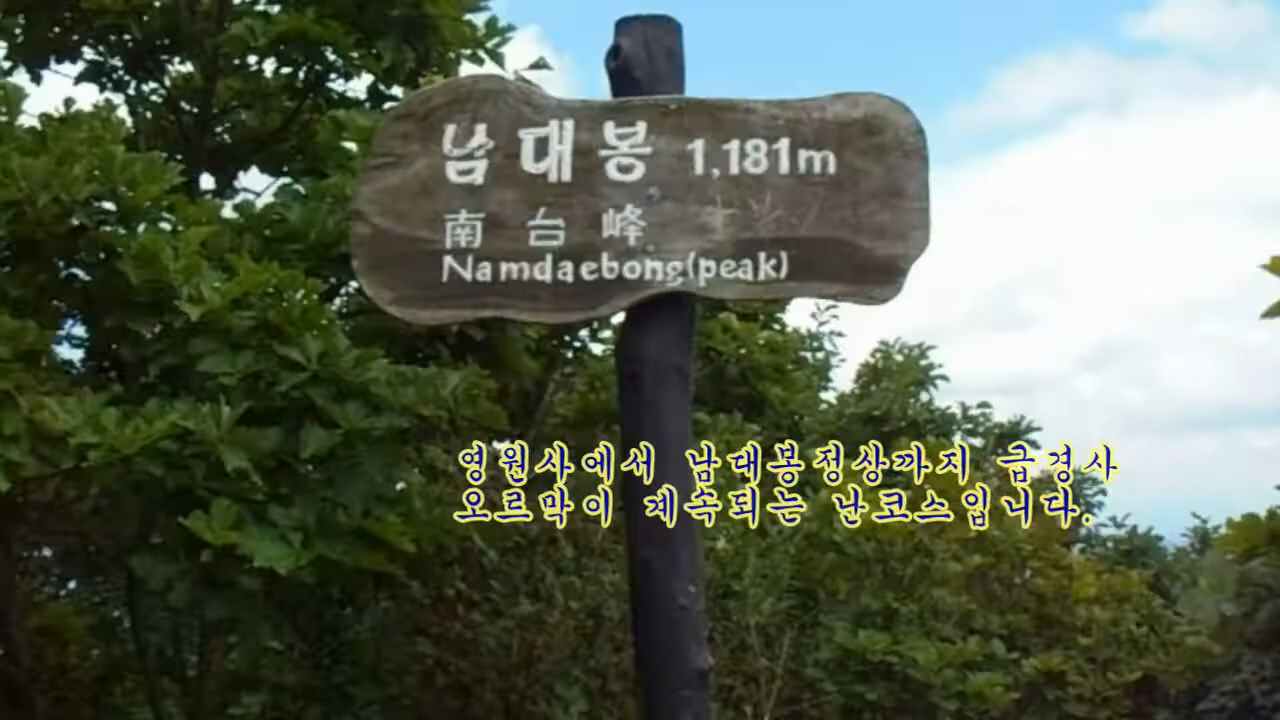 남대봉 1,181m
南台峰
Namdaebong(peak)
영원사에서 남대봉정상까지 급경사
오르막이 계속되는 난코스입니다.